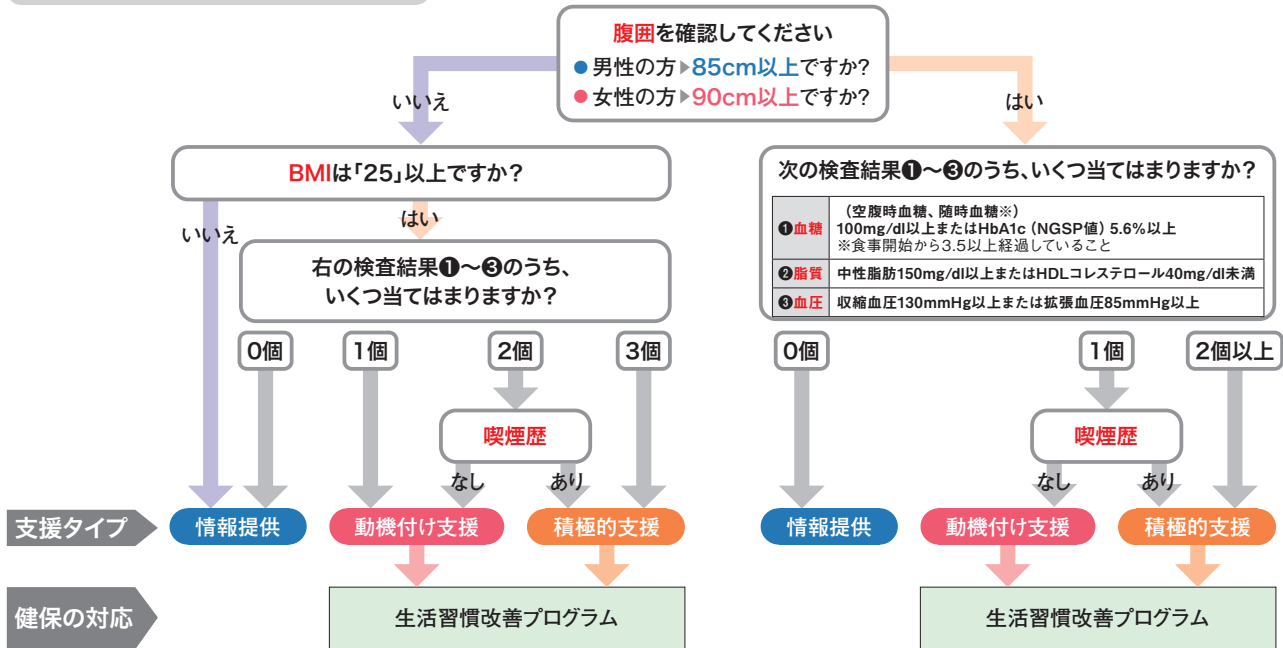 腹囲を確認してください
●男性の方▶85cm以上ですか?
●女性の方▶90cm以上ですか?
いいえ
はい
BMIは「25」以上ですか?
いいえ
はい
右の検査結果❶〜❸のうち、
いくつ当てはまりますか?
次の検査結果❶〜❸のうち、いくつ当てはまりますか?
❶血糖
(空腹時血糖、随時血糖※)
100mg/dl以上またはHbA1c(NGSP値)5.6%以上
※食事開始から3.5以上経過していること
❷脂質 中性脂肪150mg/dl以上またはHDLコレステロール40mg/dl未満
❸血圧 収縮血圧130mmHg以上または拡張血圧85mmHg以上
0個 1個 2個 3個
0個 1個 2個以上
喫煙歴
なし あり
喫煙歴
なし あり
支援タイプ
情報提供 動機付け支援 積極的支援
情報提供 動機付け支援 積極的支援
健保の対応
生活習慣改善プログラム
生活習慣改善プログラム